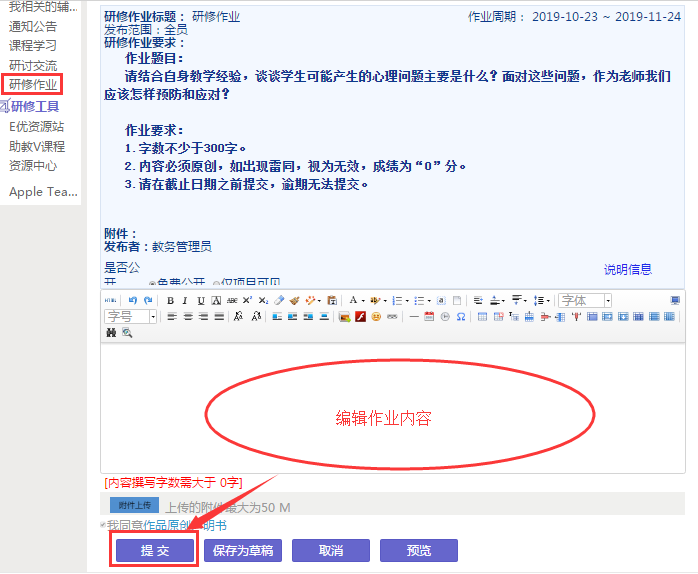 我相关的辅...
通知公告
课程学习
研讨交流
研修作业
研修工具
E优资源站
助教V课程
资源中心
Apple Tea...
研修作业标题： 研修作业 作业周期： 2019-10-23 ~ 2019-11-24
发布范围：全员
研修作业要求：
作业题目：
请结合自身教学经验，谈谈学生可能产生的心理问题主要是什么？面对这些问题，作为老师我们
应该怎样预防和应对？
作业要求：
1. 字数不少于300字。
2. 内容必须原创，如出现雷同，视为无效，成绩为“0”分。
3. 请在截止日期之前提交，逾期无法提交。
附件：
发布者：教务管理员
是否公
开 免费公开 仅项目可见
说明信息
HTML B I U A ABC X² X₂ A 字体
字号
编辑作业内容
[内容撰写字数需大于 0字]
附件上传 上传的附件最大为50 M
我同意作品原创声明书
提 交 保存为草稿 取消 预览